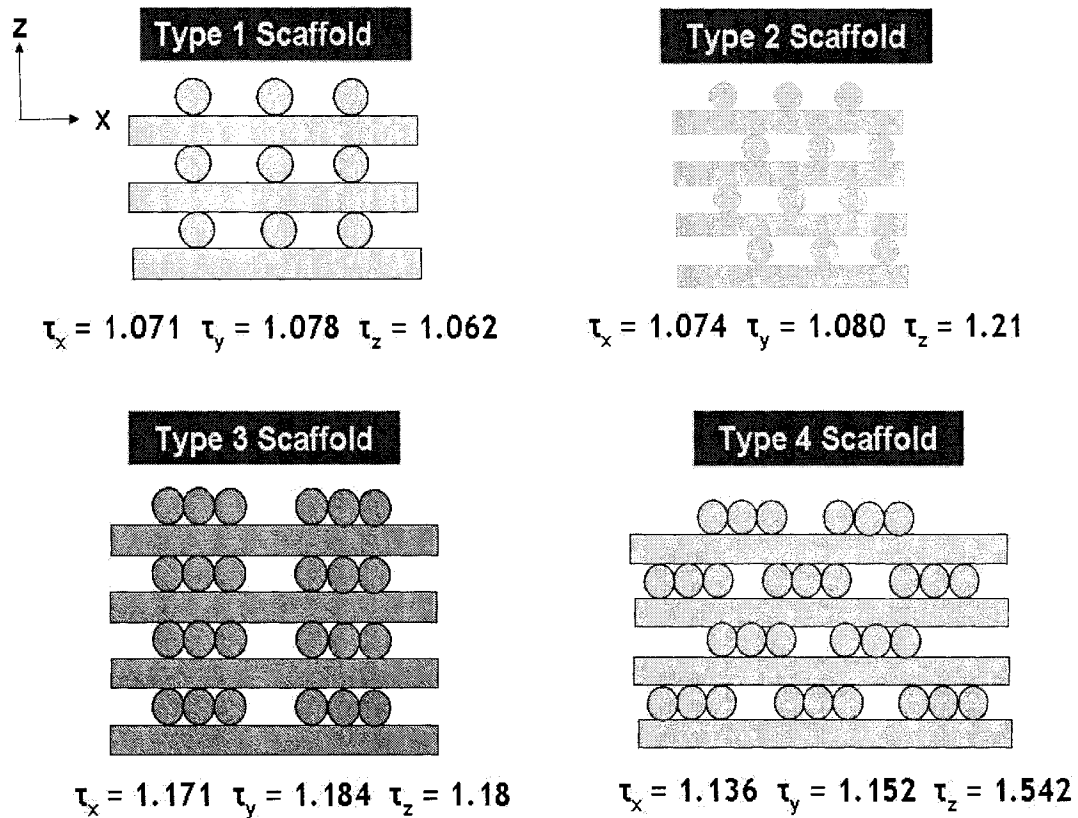 Z
Type 1 Scaffold
Type 2 Scaffold
X
τx = 1.071 τy = 1.078 τz = 1.062
τx = 1.074 τy = 1.080 τz = 1.21
Type 3 Scaffold
Type 4 Scaffold
τx = 1.171 τy = 1.184 τz = 1.18
τx = 1.136 τy = 1.152 τz = 1.542